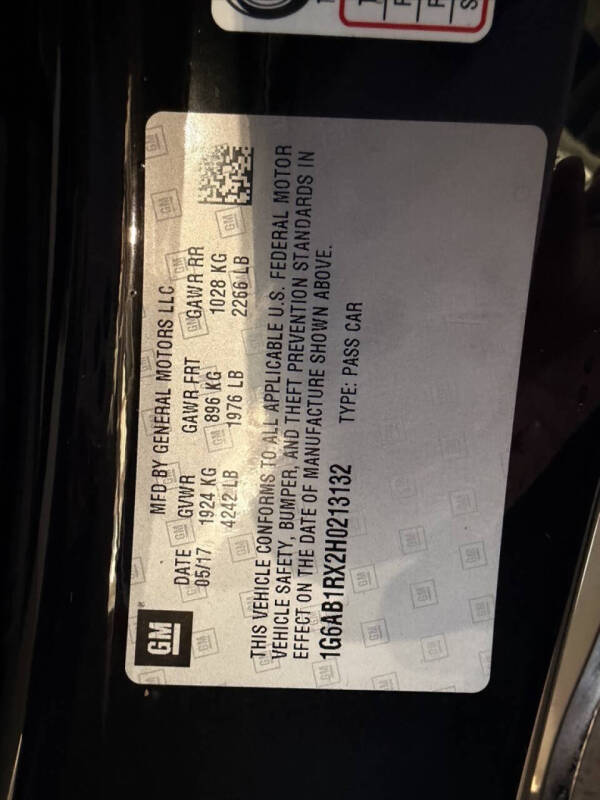 GM
MFD BY GENERAL MOTORS LLC
DATE GVWR GAWR FRT GAWR RR
05/17 1924 KG 896 KG 1028 KG
4242 LB 1976 LB 2266 LB
THIS VEHICLE CONFORMS TO ALL APPLICABLE U.S. FEDERAL MOTOR
VEHICLE SAFETY, BUMPER, AND THEFT PREVENTION STANDARDS IN
EFFECT ON THE DATE OF MANUFACTURE SHOWN ABOVE.
1G6AB1RX2H0213132 TYPE: PASS CAR